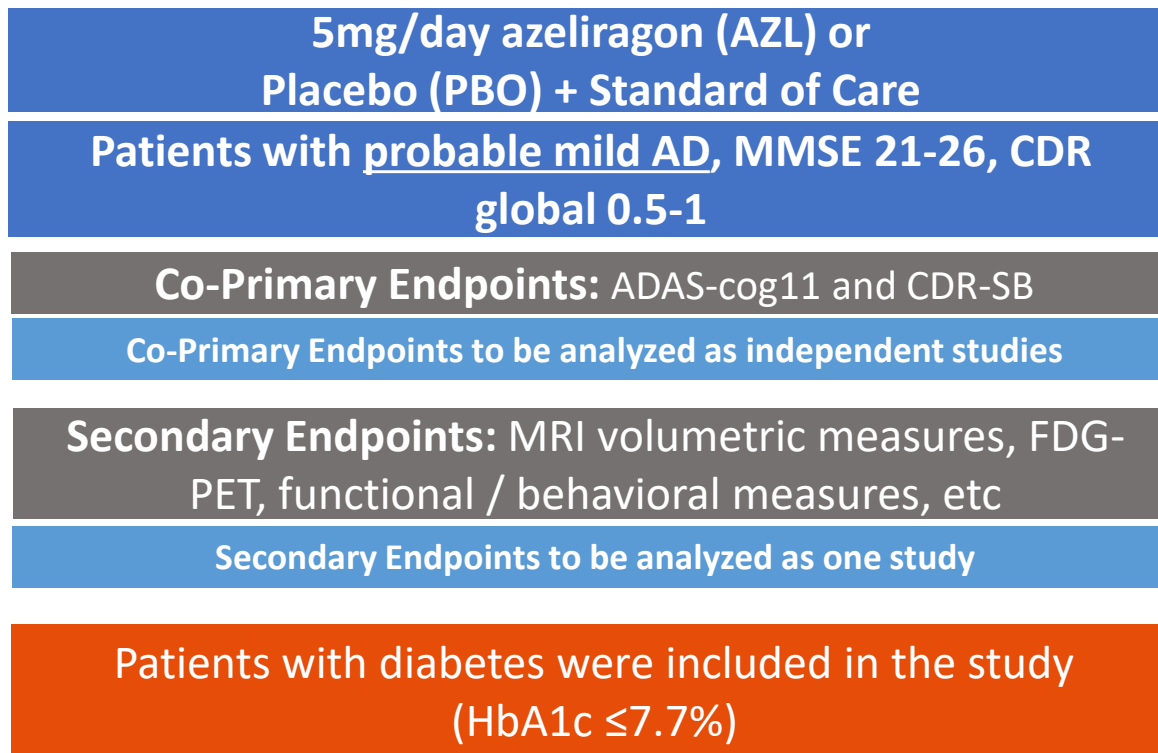 5mg/day azeliragon (AZL) or
Placebo (PBO) + Standard of Care
Patients with probable mild AD, MMSE 21-26, CDR
global 0.5-1
Co-Primary Endpoints: ADAS-cog11 and CDR-SB
Co-Primary Endpoints to be analyzed as independent studies
Secondary Endpoints: MRI volumetric measures, FDG-
PET, functional / behavioral measures, etc
Secondary Endpoints to be analyzed as one study
Patients with diabetes were included in the study
(HbA1c ≤7.7%)